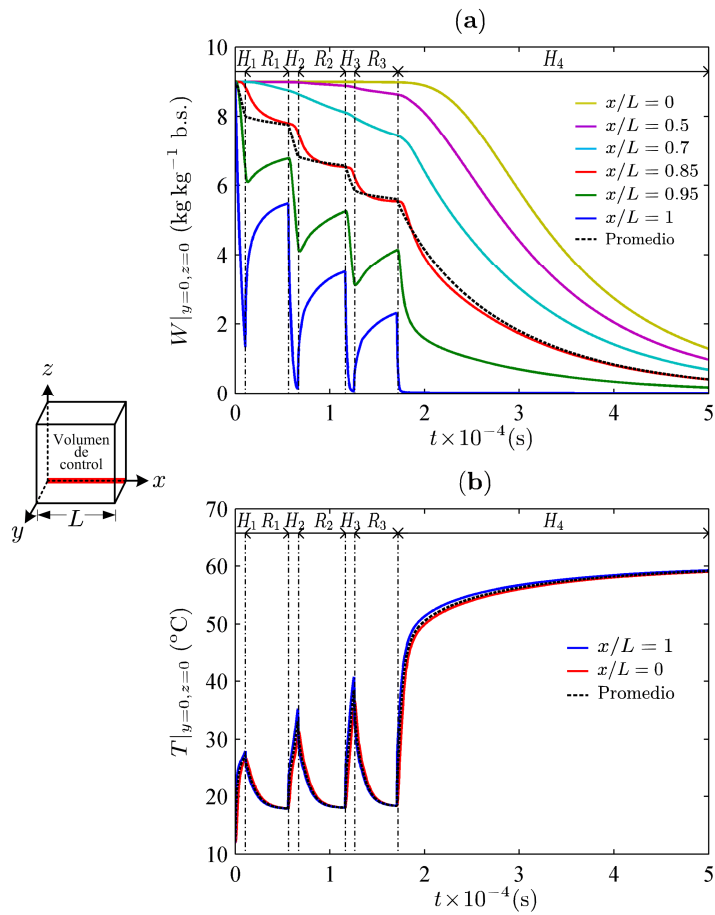 (a)
H₁ R₁ H₂ R₂ H₃ R₃ H₄
10
8
6
4
2
0
W|y=0,z=0 (kg kg⁻¹ b.s.)
x/L = 0
x/L = 0.5
x/L = 0.7
x/L = 0.85
x/L = 0.95
x/L = 1
Promedio
0 1 2 3 4 5
t×10⁻⁴(s)
z
Volumen
de
control
x
y
L
(b)
H₁ R₁ H₂ R₂ H₃ R₃ H₄
70
60
50
40
30
20
10
T|y=0,z=0 (°C)
x/L = 1
x/L = 0
Promedio
0 1 2 3 4 5
t×10⁻⁴(s)